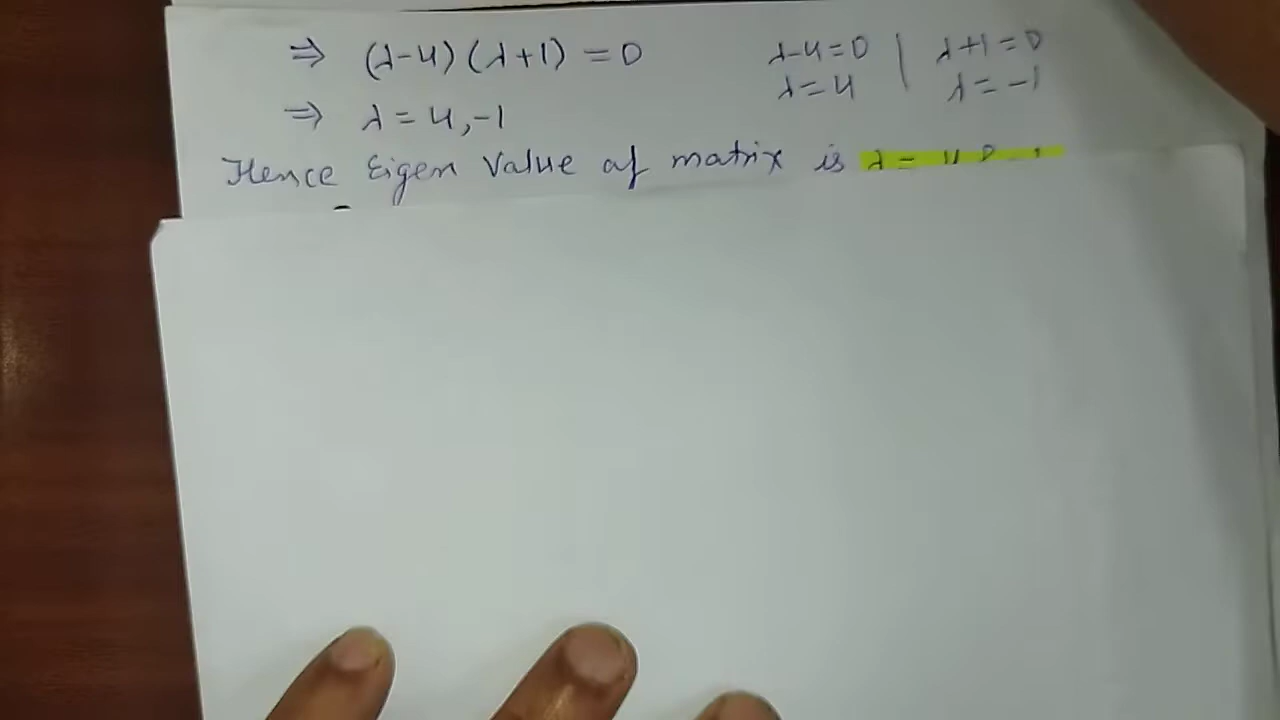 ⇒ (λ-4) (λ+1) = 0 λ-4=0 | λ+1=0
⇒ λ = 4,-1 λ=4 | λ=-1
Hence Eigen Value of matrix is λ =